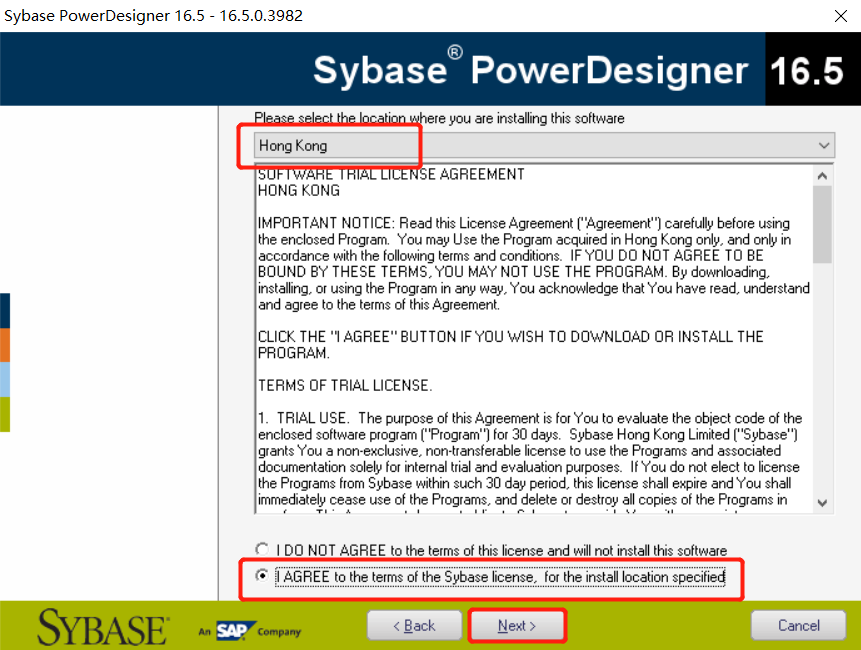 Sybase PowerDesigner 16.5 - 16.5.0.3982
Sybase® PowerDesigner 16.5
Please select the location where you are installing this software
Hong Kong
SOFTWARE TRIAL LICENSE AGREEMENT
HONG KONG
IMPORTANT NOTICE: Read this License Agreement ("Agreement") carefully before using
the enclosed Program. You may Use the Program acquired in Hong Kong only, and only in
accordance with the following terms and conditions. IF YOU DO NOT AGREE TO BE
BOUND BY THESE TERMS, YOU MAY NOT USE THE PROGRAM. By downloading,
installing, or using the Program in any way, You acknowledge that You have read, understand
and agree to the terms of this Agreement.
CLICK THE "I AGREE" BUTTON IF YOU WISH TO DOWNLOAD OR INSTALL THE
PROGRAM.
TERMS OF TRIAL LICENSE.
1. TRIAL USE. The purpose of this Agreement is for You to evaluate the object code of the
enclosed software program ("Program") for 30 days. Sybase Hong Kong Limited ("Sybase")
grants You a non-exclusive, non-transferable license to use the Programs and associated
documentation solely for internal trial and evaluation purposes. If You do not elect to license
the Programs from Sybase within such 30 day period, this license shall expire and You shall
immediately cease use of the Programs, and delete or destroy all copies of the Programs in
I DO NOT AGREE to the terms of this license and will not install this software
I AGREE to the terms of the Sybase license, for the install location specified
SYBASE® An SAP Company
< Back
Next >
Cancel